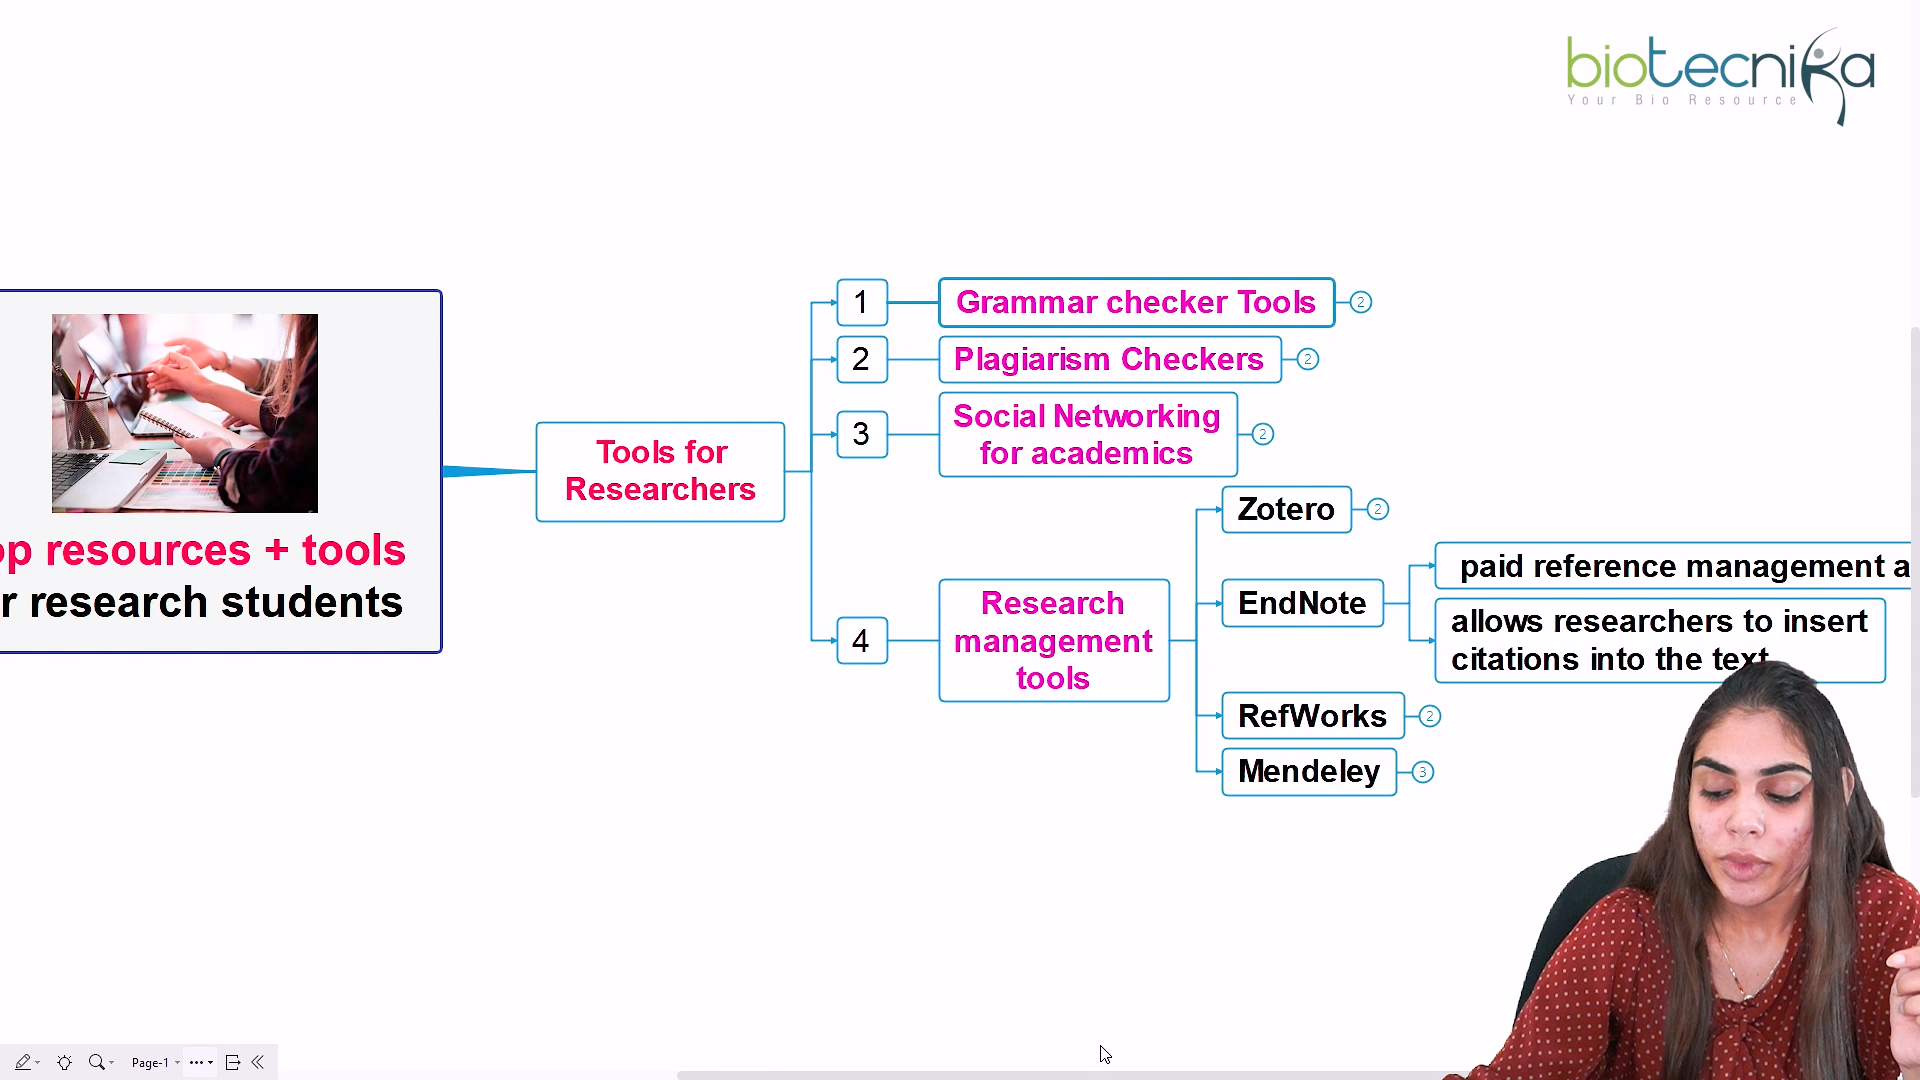 biotecnika
Your Bio Resource
1
Grammar checker Tools
2
2
Plagiarism Checkers
2
3
Social Networking
for academics
2
Tools for
Researchers
resources + tools
research students
4
Research
management
tools
Zotero
2
EndNote
paid reference management a
allows researchers to insert
citations into the text
RefWorks
2
Mendeley
3
Page-1